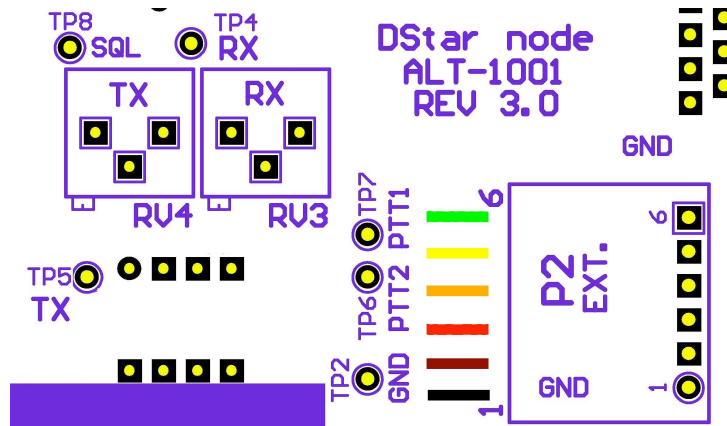 TP8
SQL
TP4
RX
DStar node
ALT-1001
REV 3.0
TX
RX
GND
RV4
RV3
TP7
PTT1
6
6
P2
EXT.
TP5
TX
PTT2
TP6
TP2
GND
1
GND
1